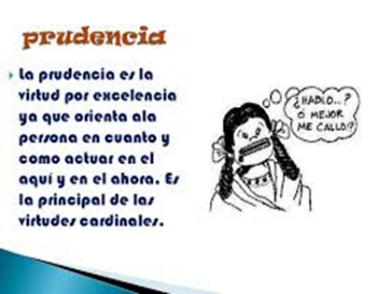 prudencia
La prudencia es la
virtud por excelencia
ya que orienta ala
persona en cuanto y
como actuar en el
aquí y en el ahora. Es
la principal de las
virtudes cardinales.
¿HABLO...?
Ó MEJOR
ME CALLO!?